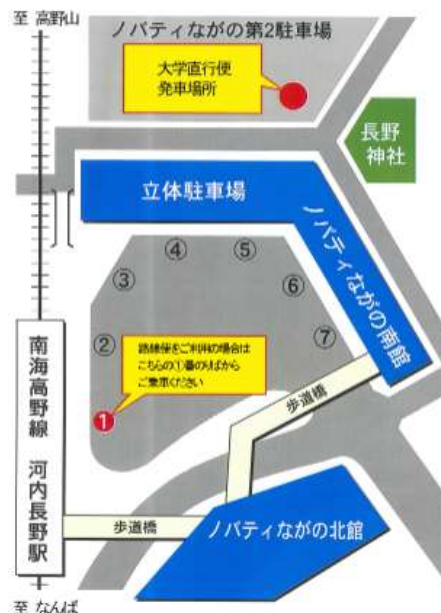 至 高野山
ノバティながの第2駐車場
大学直行便
発車場所
長野
神社
立体駐車場
ノバティながの南館
④
⑤
③
⑥
②
⑦
路線便をご利用の場合は
こちらの①番のりばから
ご乗車ください
1
歩道橋
南海高野線 河内長野駅
歩道橋
ノバティながの北館
至 なんば